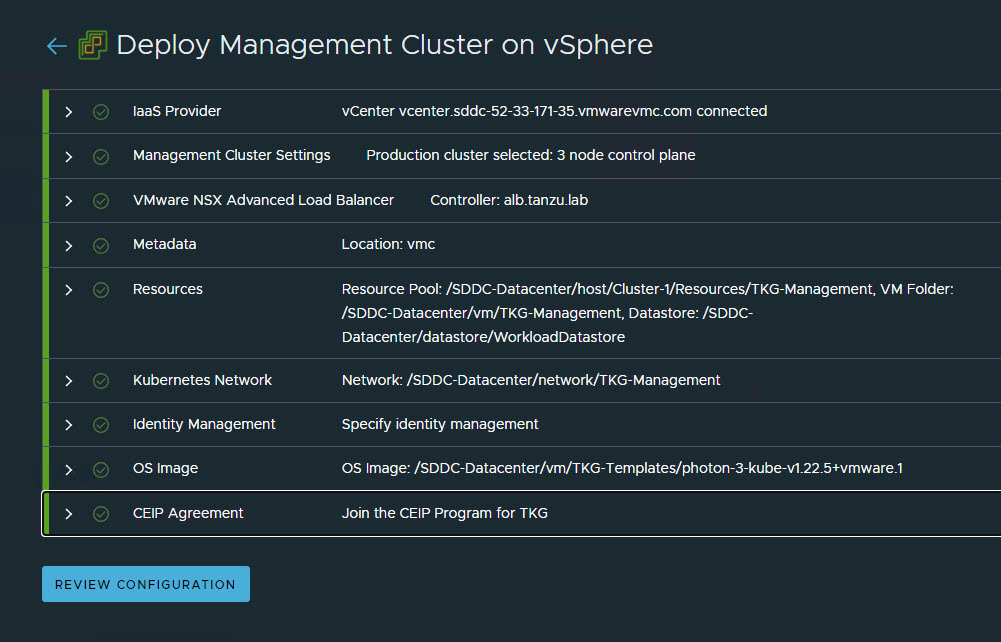 Deploy Management Cluster on vSphere
IaaS Provider vCenter vcenter.sddc-52-33-171-35.vmwarevmc.com connected
Management Cluster Settings Production cluster selected: 3 node control plane
VMware NSX Advanced Load Balancer Controller: alb.tanzu.lab
Metadata Location: vmc
Resources Resource Pool: /SDDC-Datacenter/host/Cluster-1/Resources/TKG-Management, VM Folder:
/SDDC-Datacenter/vm/TKG-Management, Datastore: /SDDC-
Datacenter/datastore/WorkloadDatastore
Kubernetes Network Network: /SDDC-Datacenter/network/TKG-Management
Identity Management Specify identity management
OS Image OS Image: /SDDC-Datacenter/vm/TKG-Templates/photon-3-kube-v1.22.5+vmware.1
CEIP Agreement Join the CEIP Program for TKG
REVIEW CONFIGURATION